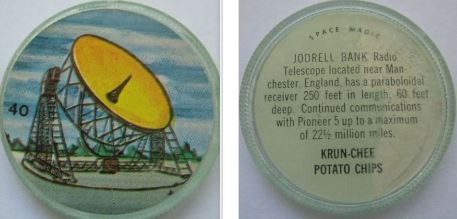 40
SPACE MAGIC
JODRELL BANK Radio
Telescope located near Man
chester, England, has a paraboloidal
receiver 250 feet in length, 60 feet
deep. Continued communications
with Pioneer 5 up to a maximum
of 22½ million miles.
KRUN-CHEE
POTATO CHIPS